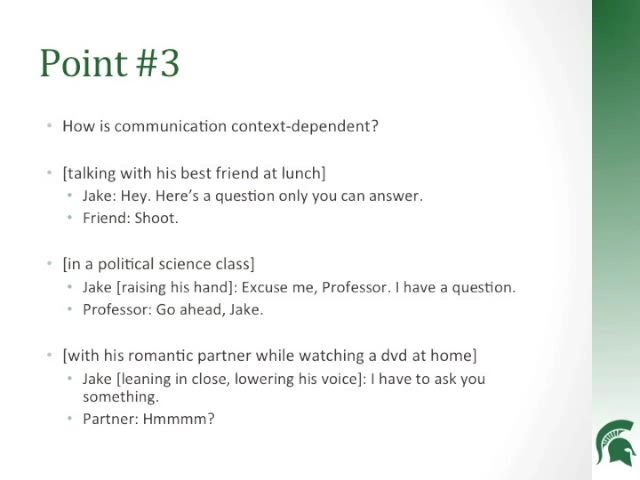 Point #3
How is communication context-dependent?
[talking with his best friend at lunch]
Jake: Hey. Here's a question only you can answer.
Friend: Shoot.
[in a political science class]
Jake [raising his hand]: Excuse me, Professor. I have a question.
Professor: Go ahead, Jake.
[with his romantic partner while watching a dvd at home]
Jake [leaning in close, lowering his voice]: I have to ask you
something.
Partner: Hmmmm?